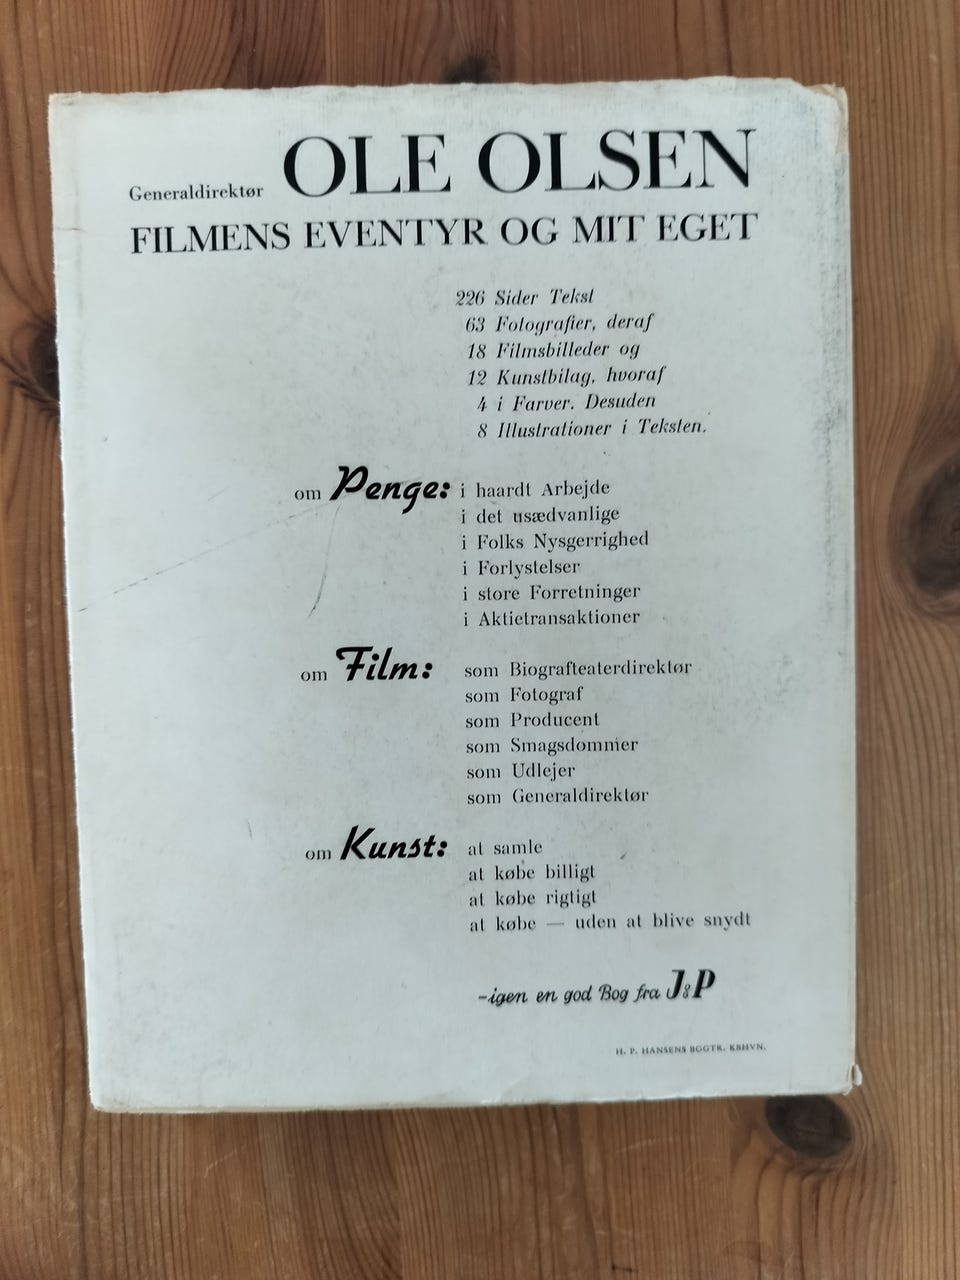 Generaldirektør OLE OLSEN
FILMENS EVENTYR OG MIT EGET
226 Sider Tekst
63 Fotografier, deraf
18 Filmsbilleder og
12 Kunstbilag, hvoraf
4 i Farver. Desuden
8 Illustrationer i Teksten.
om Penge: i haardt Arbejde
i det usædvanlige
i Folks Nysgerrighed
i Forlystelser
i store Forretninger
i Aktietransaktioner
om Film: som Biografteaterdirektør
som Fotograf
som Producent
som Smagsdommer
som Udlejer
som Generaldirektør
om Kunst: at samle
at købe billigt
at købe rigtigt
at købe — uden at blive snydt
-igen en god Bog fra J&P
H. P. HANSENS BOGTR. KBHVN.